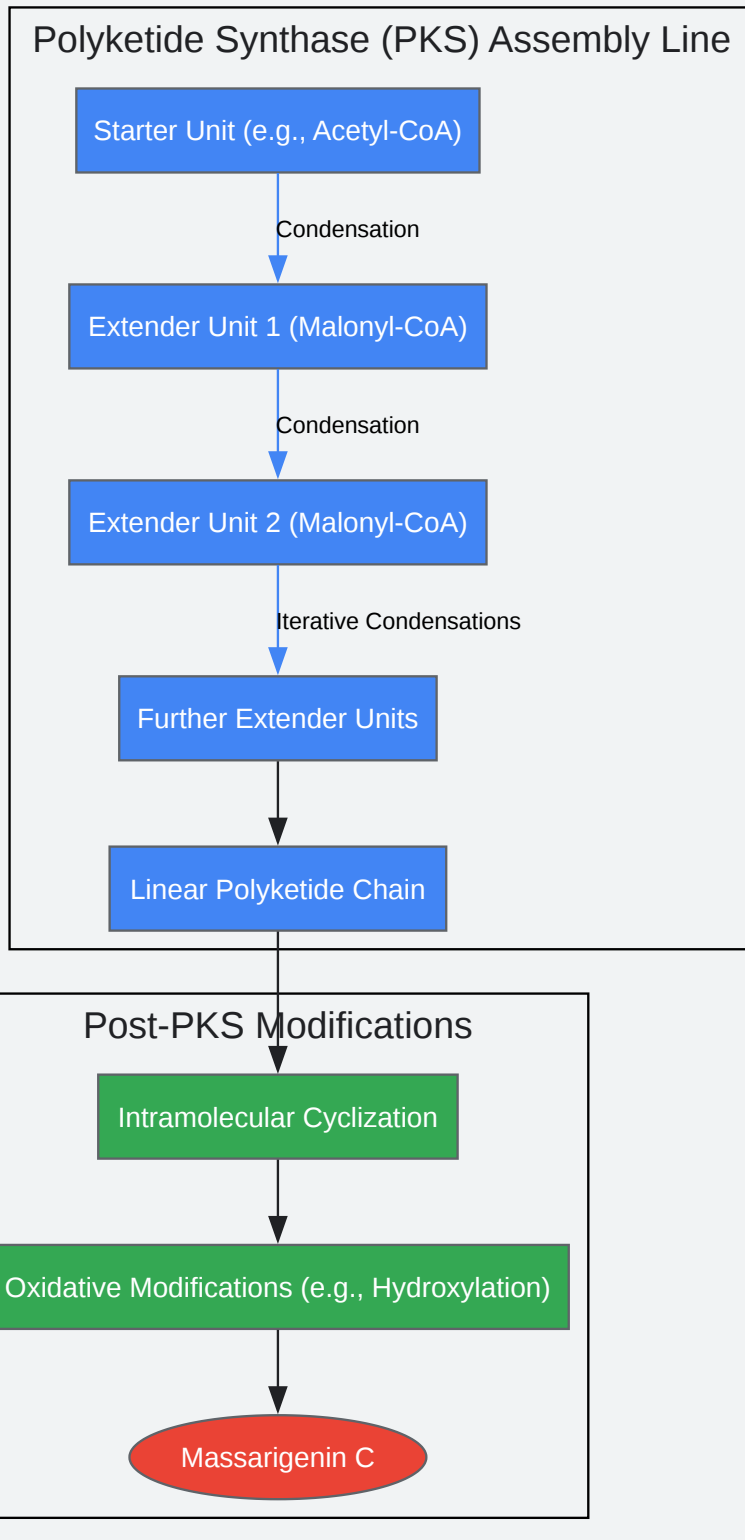 Polyketide Synthase (PKS) Assembly Line
Starter Unit (e.g., Acetyl-CoA)
Condensation
Extender Unit 1 (Malonyl-CoA)
Condensation
Extender Unit 2 (Malonyl-CoA)
Iterative Condensations
Further Extender Units
Linear Polyketide Chain
Post-PKS Modifications
Intramolecular Cyclization
Oxidative Modifications (e.g., Hydroxylation)
Massarigenin C